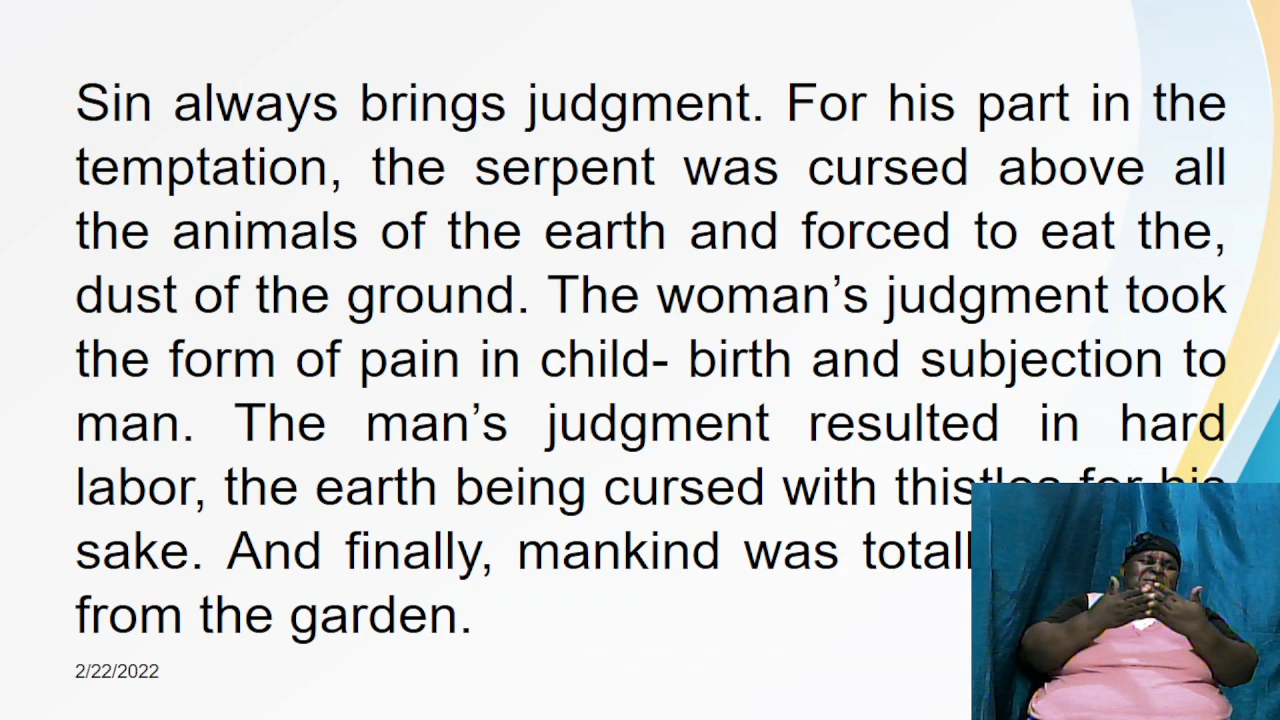 Sin always brings judgment. For his part in the
temptation, the serpent was cursed above all
the animals of the earth and forced to eat the,
dust of the ground. The woman’s judgment took
the form of pain in child- birth and subjection to
man. The man’s judgment resulted in hard
labor, the earth being cursed with thistles for his
sake. And finally, mankind was
from the garden.
2/22/2022